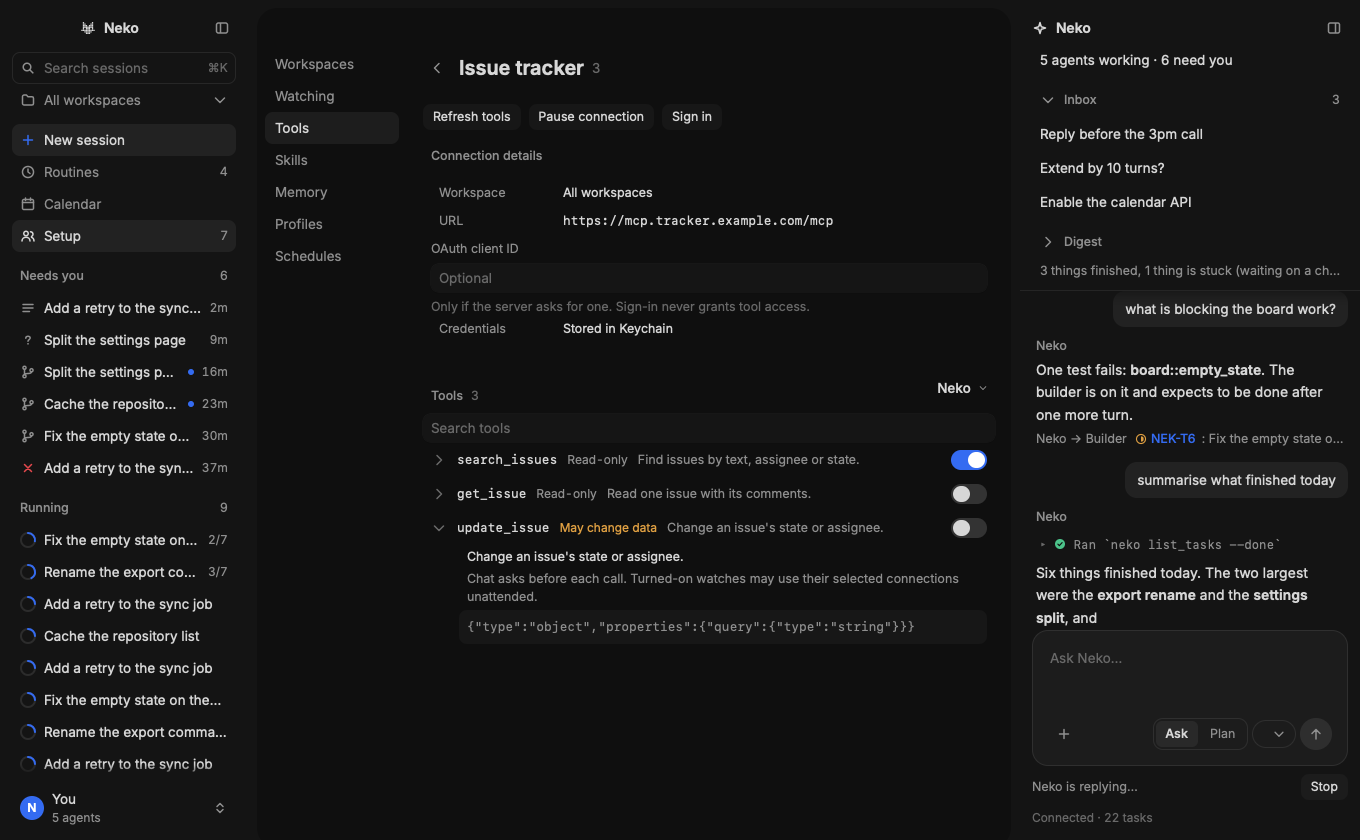 Neko
Search sessions ⌘K
All workspaces
New session
Routines 4
Calendar
Setup 7
Needs you 6
Add a retry to the sync... 2m
Split the settings page 9m
Split the settings p... 16m
Cache the reposito... 23m
Fix the empty state o... 30m
Add a retry to the syn... 37m
Running 9
Fix the empty state on... 2/7
Rename the export co... 3/7
Add a retry to the sync job
Cache the repository list
Add a retry to the sync job
Fix the empty state on the...
Rename the export comma...
Add a retry to the sync job
N
You
5 agents
Workspaces
Watching
Tools
Skills
Memory
Profiles
Schedules
Issue tracker 3
Refresh tools Pause connection Sign in
Connection details
Workspace All workspaces
URL https://mcp.tracker.example.com/mcp
OAuth client ID
Optional
Only if the server asks for one. Sign-in never grants tool access.
Credentials Stored in Keychain
Tools 3 Neko
Search tools
search_issues Read-only Find issues by text, assignee or state.
get_issue Read-only Read one issue with its comments.
update_issue May change data Change an issue's state or assignee.
Change an issue's state or assignee.
Chat asks before each call. Turned-on watches may use their selected connections
unattended.
{"type":"object","properties":{"query":{"type":"string"}}}
Neko
5 agents working · 6 need you
Inbox 3
Reply before the 3pm call
Extend by 10 turns?
Enable the calendar API
Digest
3 things finished, 1 thing is stuck (waiting on a ch...
what is blocking the board work?
Neko
One test fails: board::empty_state. The
builder is on it and expects to be done after
one more turn.
Neko → Builder NEK-T6 : Fix the empty state o...
summarise what finished today
Neko
Ran `neko list_tasks --done`
Six things finished today. The two largest
were the export rename and the settings
split, and
Ask Neko...
Ask Plan
Neko is replying... Stop
Connected · 22 tasks